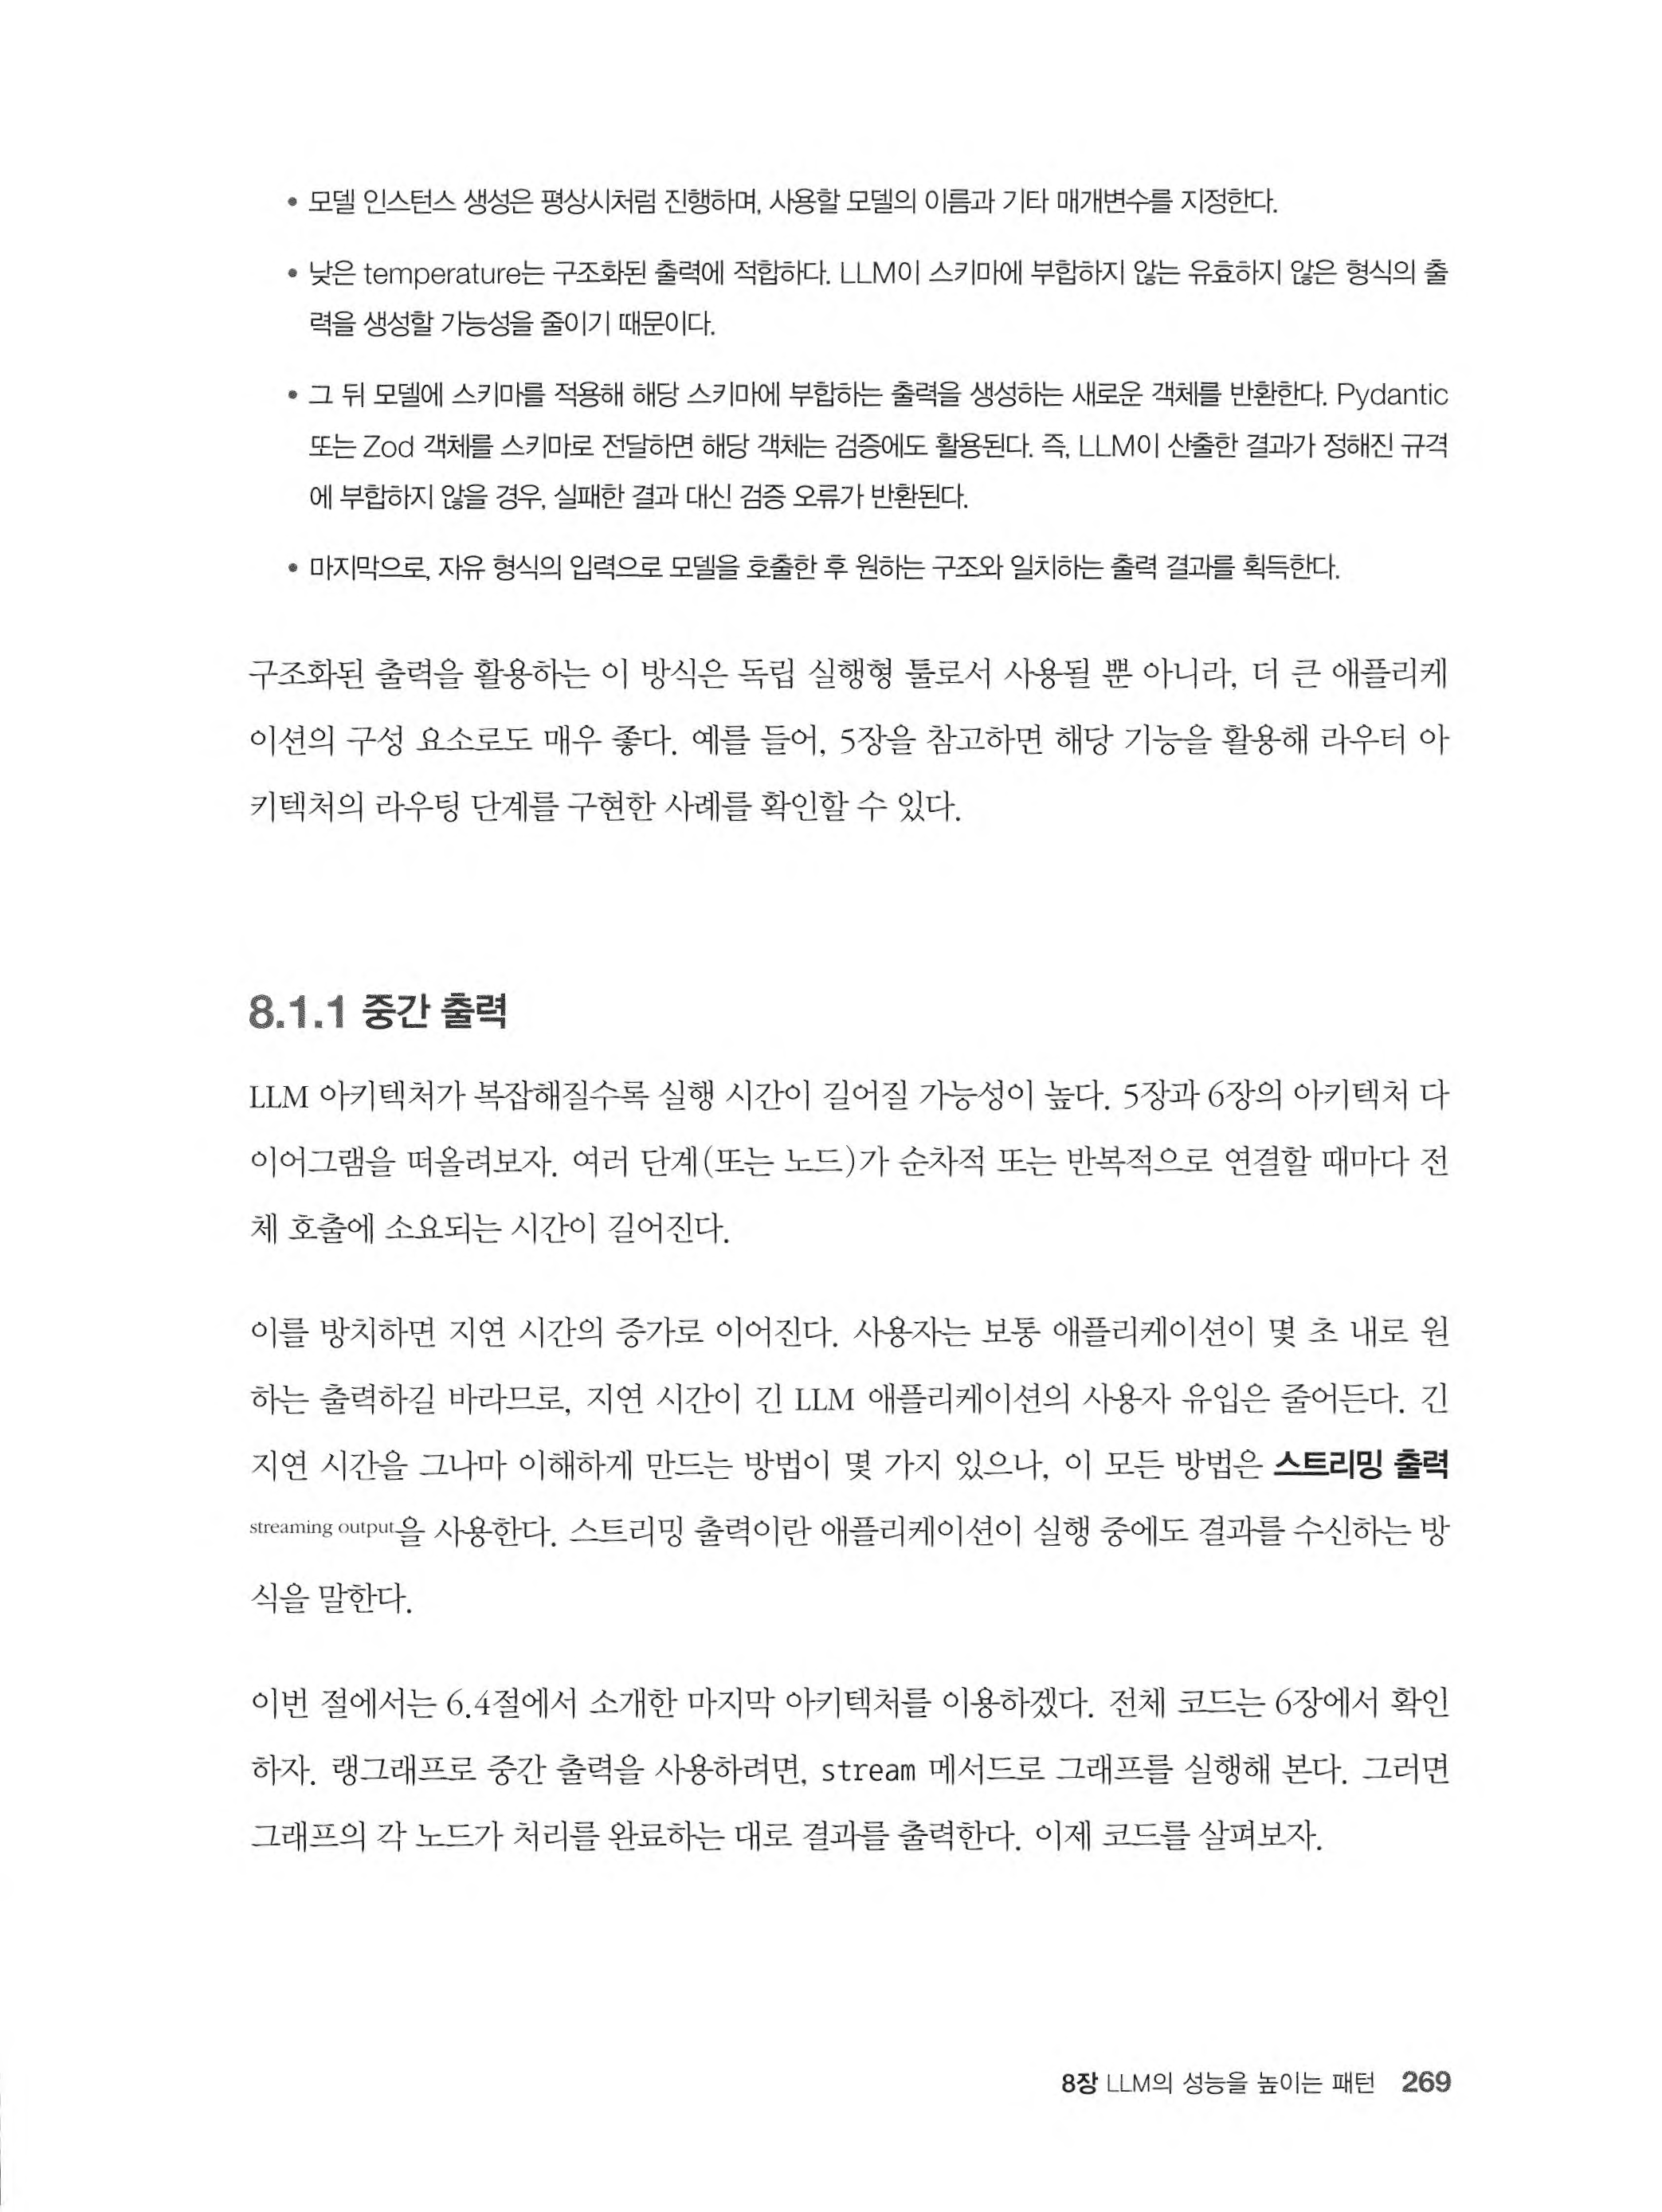 • 모델 인스턴스 생성은 평상시처럼 진행하며, 사용할 모델의 이름과 기타 매개변수를 지정한다.
• 낮은 temperature는 구조화된 출력에 적합하다. LLM이 스키마에 부합하지 않는 유효하지 않은 형식의 출
력을 생성할 가능성을 줄이기 때문이다.
• 그 뒤 모델에 스키마를 적용해 해당 스키마에 부합하는 출력을 생성하는 새로운 객체를 반환한다. Pydantic
또는 Zod 객체를 스키마로 전달하면 해당 객체는 검증에도 활용된다. 즉, LLM이 산출한 결과가 정해진 규격
에 부합하지 않을 경우, 실패한 결과 대신 검증 오류가 반환된다.
• 마지막으로, 자유 형식의 입력으로 모델을 호출한 후 원하는 구조와 일치하는 출력 결과를 획득한다.
구조화된 출력을 활용하는 이 방식은 독립 실행형 툴로서 사용될 뿐 아니라, 더 큰 애플리케
이션의 구성 요소로도 매우 좋다. 예를 들어, 5장을 참고하면 해당 기능을 활용해 라우터 아
키텍처의 라우팅 단계를 구현한 사례를 확인할 수 있다.
8.1.1 중간 출력
LLM 아키텍처가 복잡해질수록 실행 시간이 길어질 가능성이 높다. 5장과 6장의 아키텍처 다
이어그램을 떠올려보자. 여러 단계(또는 노드)가 순차적 또는 반복적으로 연결할 때마다 전
체 호출에 소요되는 시간이 길어진다.
이를 방치하면 지연 시간의 증가로 이어진다. 사용자는 보통 애플리케이션이 몇 초 내로 원
하는 출력하길 바라므로, 지연 시간이 긴 LLM 애플리케이션의 사용자 유입은 줄어든다. 긴
지연 시간을 그나마 이해하게 만드는 방법이 몇 가지 있으나, 이 모든 방법은 스트리밍 출력
streaming output을 사용한다. 스트리밍 출력이란 애플리케이션이 실행 중에도 결과를 수신하는 방
식을 말한다.
이번 절에서는 6.4절에서 소개한 마지막 아키텍처를 이용하겠다. 전체 코드는 6장에서 확인
하자. 랭그래프로 중간 출력을 사용하려면, stream 메서드로 그래프를 실행해 본다. 그러면
그래프의 각 노드가 처리를 완료하는 대로 결과를 출력한다. 이제 코드를 살펴보자.
8장 LLM의 성능을 높이는 패턴 269